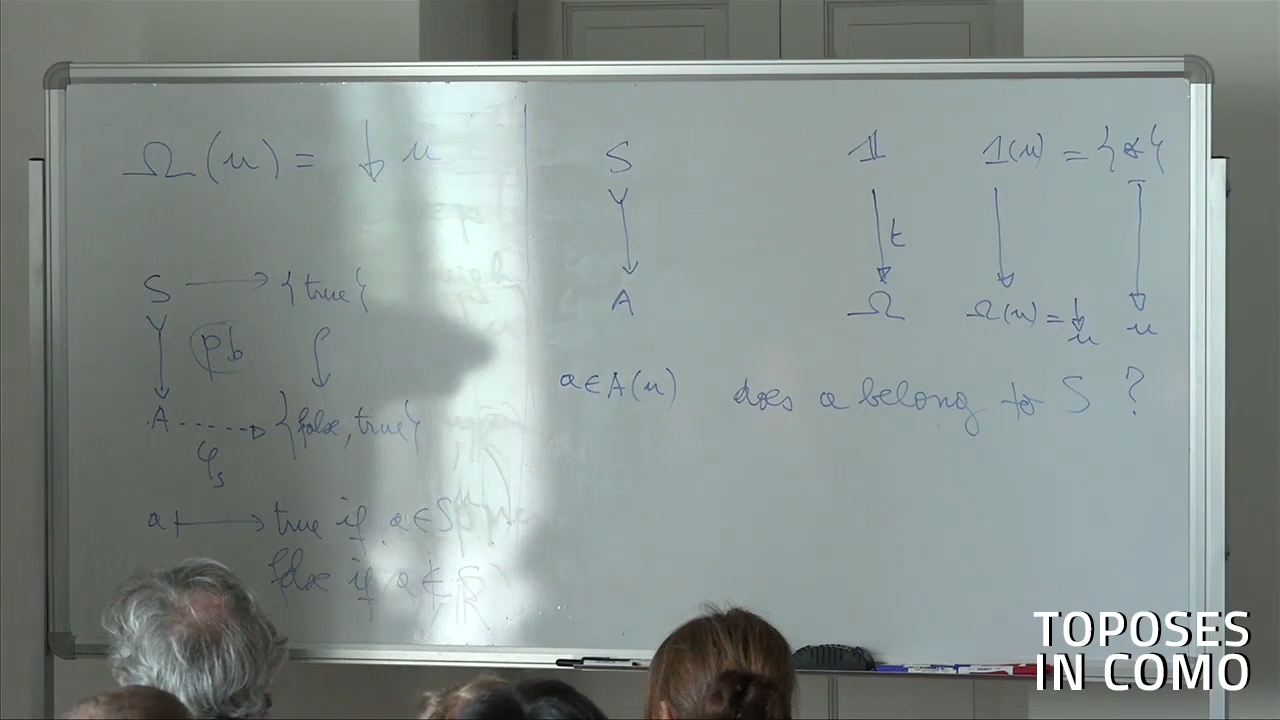 Ω(u) = ↓u
S → {true}
pb
A ⇢ {false, true}
φ_s
a ↦ true if a∈S
false if a∉S
S
A
a∈A(u) does a belong to S ?
1
t
Ω
1(u) = {*}
Ω(u) = ↓u
u
TOPOSES
IN COMO